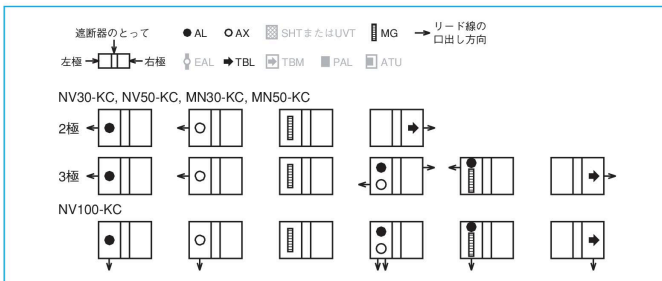 遮断器のとって
AL AX SHTまたはUVT MG リード線の
口出し方向
左極 右極 EAL TBL TBM PAL ATU
NV30-KC, NV50-KC, MN30-KC, MN50-KC
2極
3極
NV100-KC